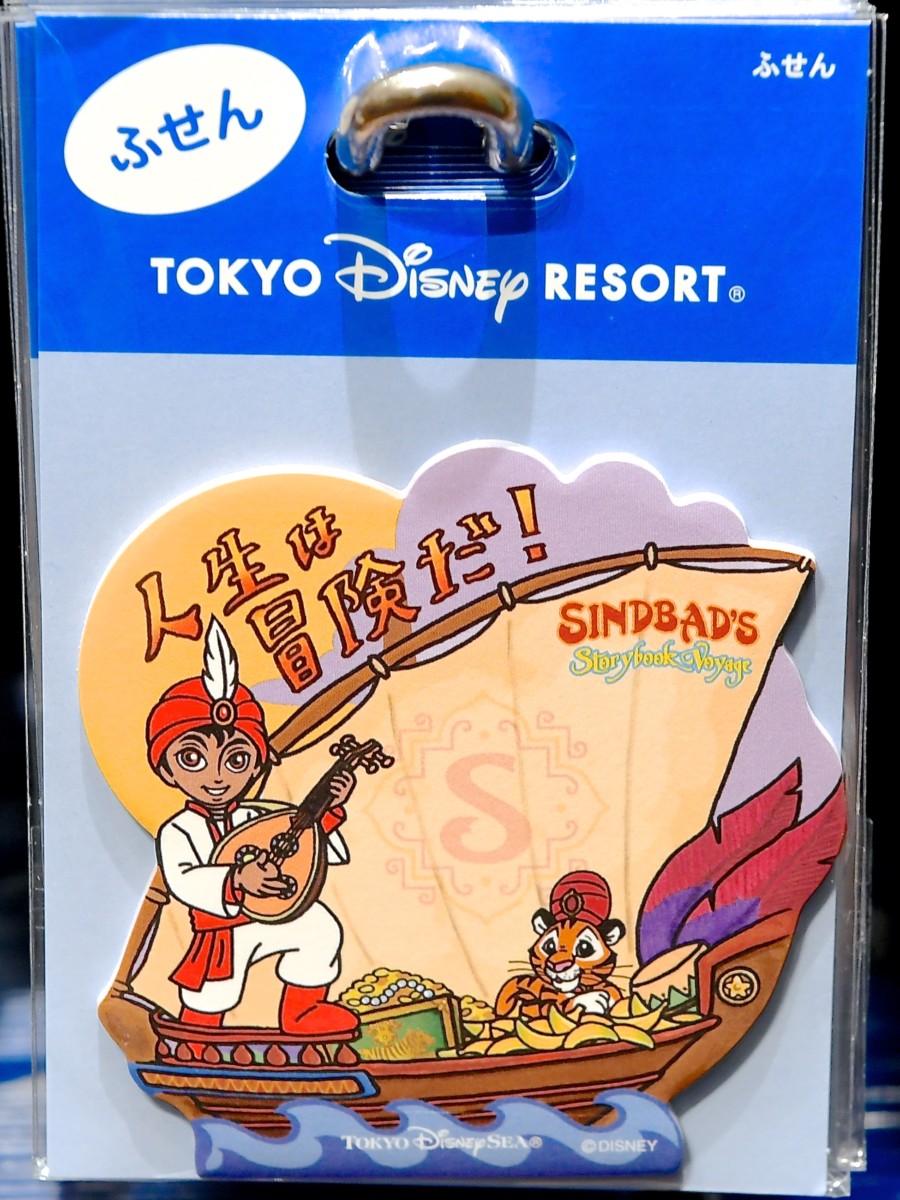 ふせん
ふせん
TOKYO Disney RESORT®
人生は
冒険だ!
SINDBAD'S
Storybook Voyage
S
TOKYO DISNEYSEA®
©DISNEY